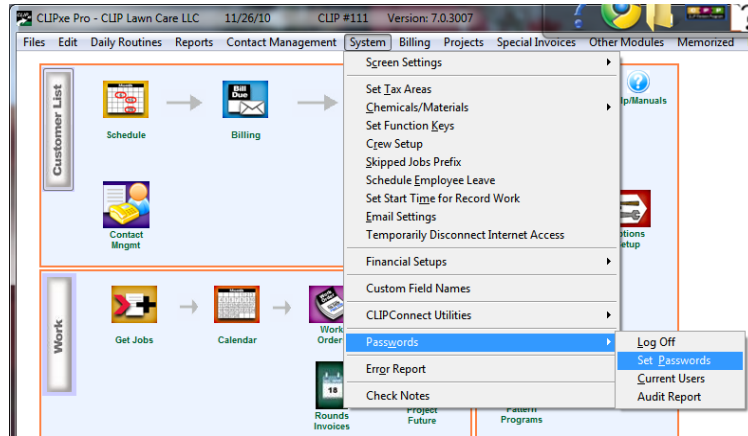 CLIPxe Pro - CLIP Lawn Care LLC 11/26/10 CLIP #111 Version: 7.0.3007
Files Edit Daily Routines Reports Contact Management System Billing Projects Special Invoices Other Modules Memorized
Customer List
Schedule
Bill Due
Billing
Contact Mngmt
Screen Settings
Set Tax Areas
Chemicals/Materials
Set Function Keys
Crew Setup
Skipped Jobs Prefix
Schedule Employee Leave
Set Start Time for Record Work
Email Settings
Temporarily Disconnect Internet Access
Financial Setups
Custom Field Names
CLIPConnect Utilities
Passwords
Error Report
Check Notes
Log Off
Set Passwords
Current Users
Audit Report
lp/Manuals
ptions
etup
Work
Get Jobs
Calendar
Work
Order
18
Rounds
Invoices
Project
Future
Pattern
Programs